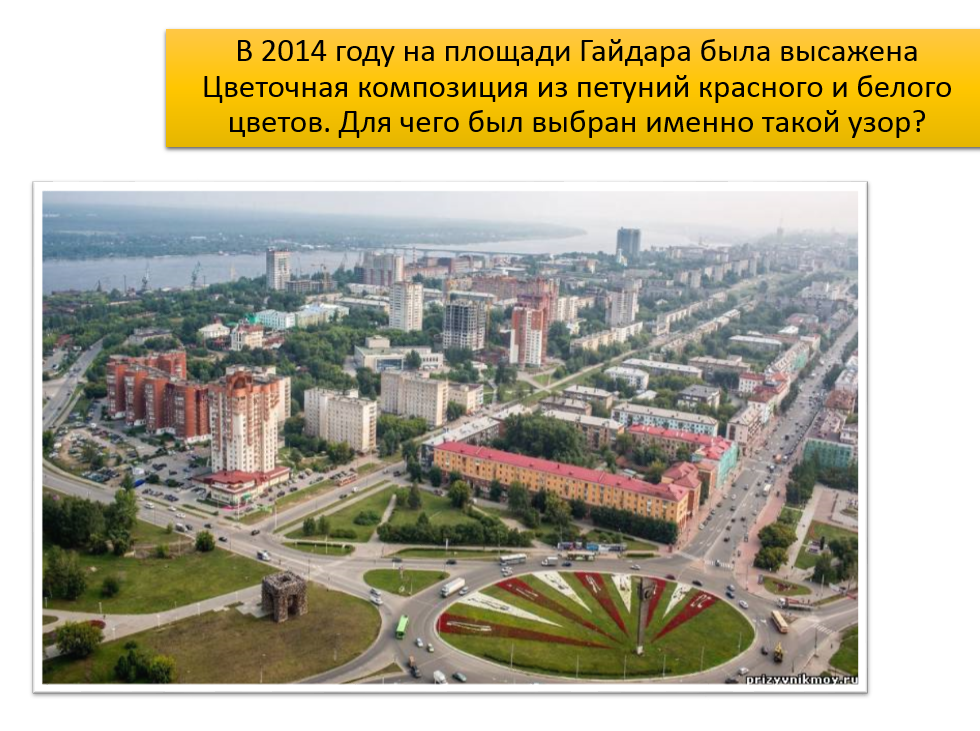 В 2014 году на площади Гайдара была высажена
Цветочная композиция из петуний красного и белого
цветов. Для чего был выбран именно такой узор?
prizyvnikmoy.ru